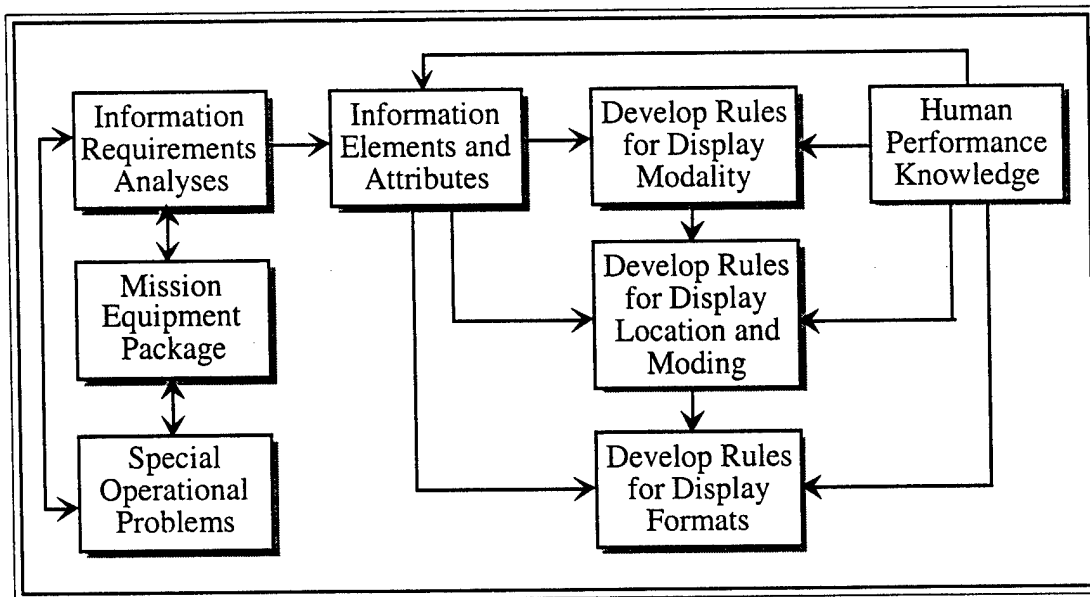 Information
Requirements
Analyses
Information
Elements and
Attributes
Develop Rules
for Display
Modality
Human
Performance
Knowledge
Mission
Equipment
Package
Develop Rules
for Display
Location and
Moding
Special
Operational
Problems
Develop Rules
for Display
Formats